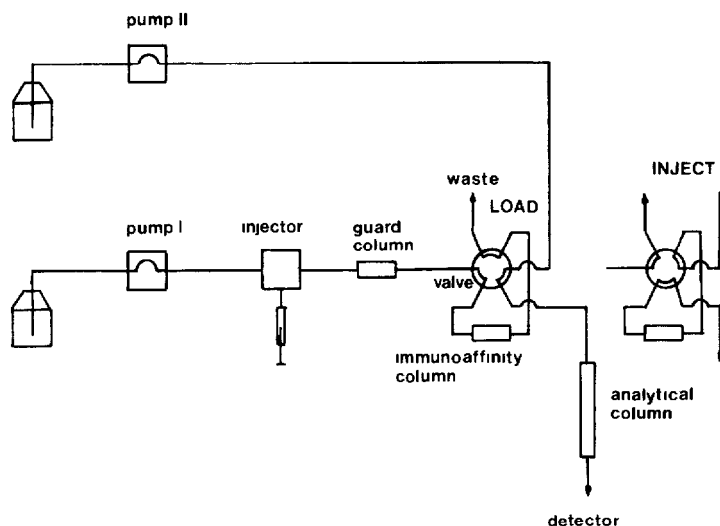 pump II
waste
LOAD
INJECT
pump I
injector
guard
column
valve
immunoaffinity
column
analytical
column
detector